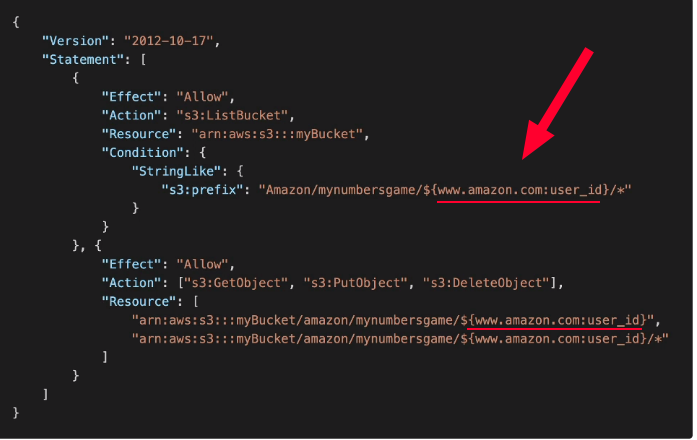 {
    "Version": "2012-10-17",
    "Statement": [
        {
            "Effect": "Allow",
            "Action": "s3:ListBucket",
            "Resource": "arn:aws:s3:::myBucket",
            "Condition": {
                "StringLike": {
                    "s3:prefix": "Amazon/mynumbersgame/${www.amazon.com:user_id}/*"
                }
            }
        }, {
            "Effect": "Allow",
            "Action": ["s3:GetObject", "s3:PutObject", "s3:DeleteObject"],
            "Resource": [
                "arn:aws:s3:::myBucket/amazon/mynumbersgame/${www.amazon.com:user_id}",
                "arn:aws:s3:::myBucket/amazon/mynumbersgame/${www.amazon.com:user_id}/*"
            ]
        }
    ]
}